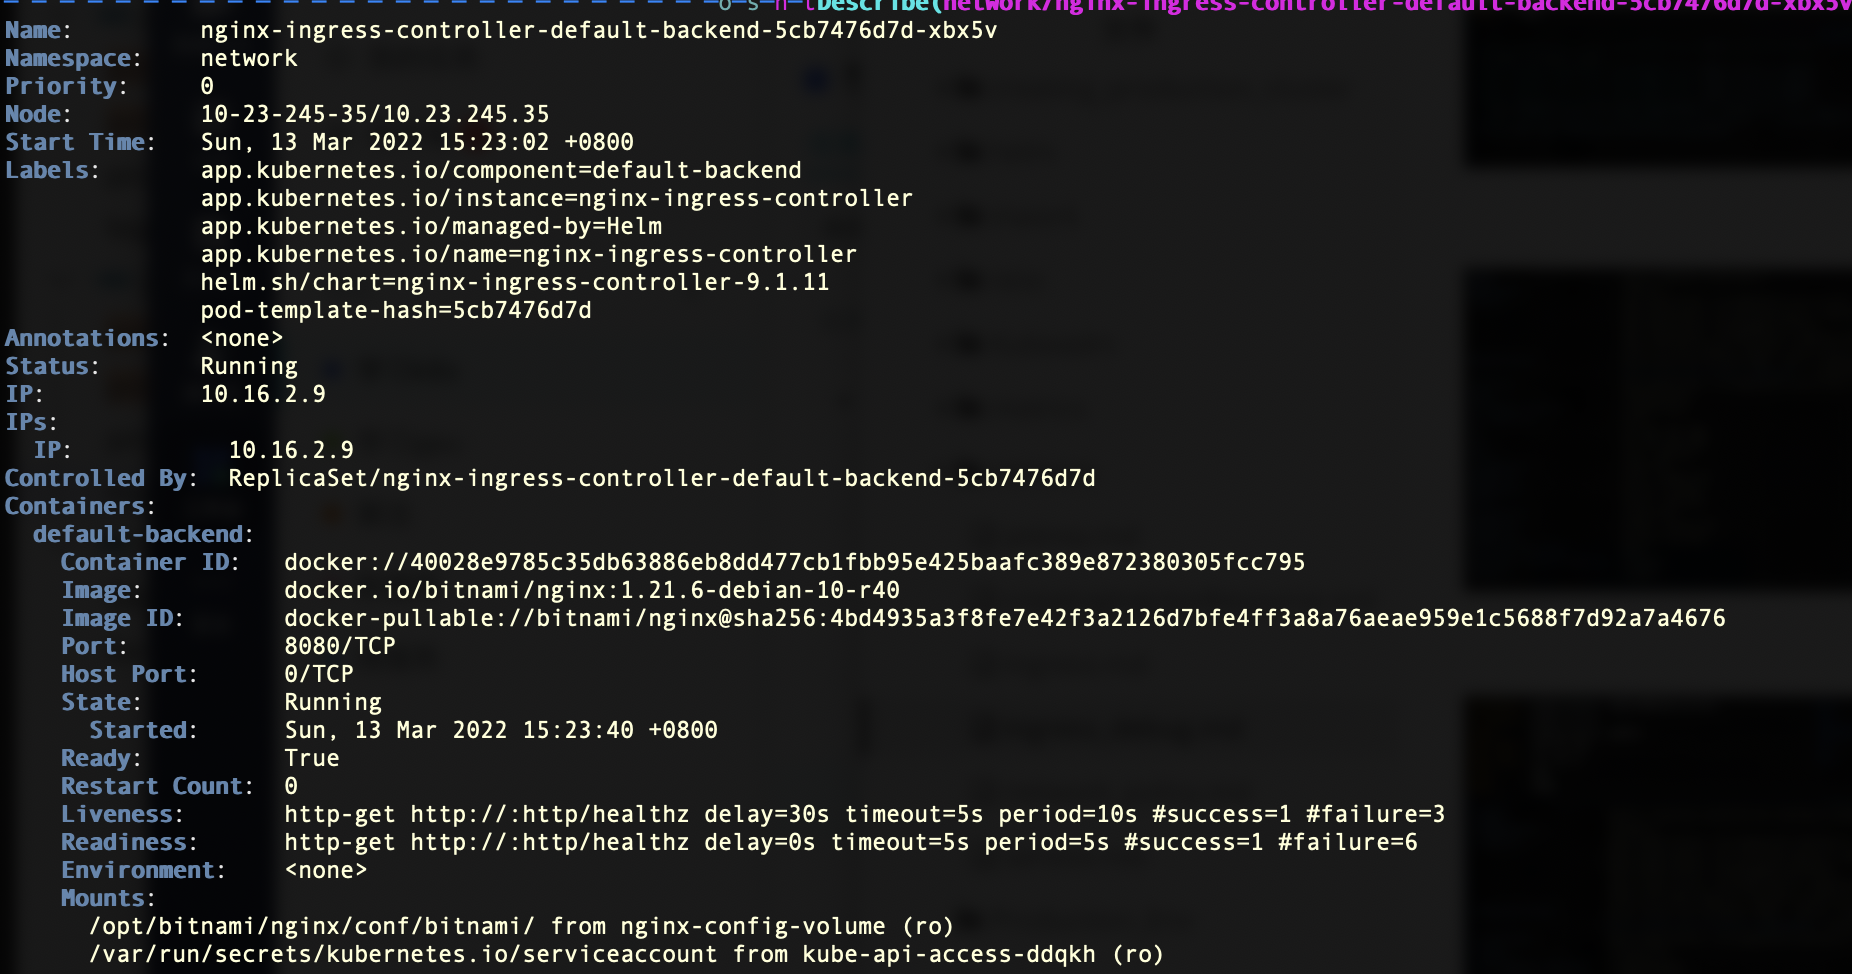 Describe(network/nginx-ingress-controller-default-backend-5cb7476d7d-xbx5v
Name:         nginx-ingress-controller-default-backend-5cb7476d7d-xbx5v
Namespace:    network
Priority:     0
Node:         10-23-245-35/10.23.245.35
Start Time:   Sun, 13 Mar 2022 15:23:02 +0800
Labels:       app.kubernetes.io/component=default-backend
              app.kubernetes.io/instance=nginx-ingress-controller
              app.kubernetes.io/managed-by=Helm
              app.kubernetes.io/name=nginx-ingress-controller
              helm.sh/chart=nginx-ingress-controller-9.1.11
              pod-template-hash=5cb7476d7d
Annotations:  <none>
Status:       Running
IP:           10.16.2.9
IPs:
  IP:           10.16.2.9
Controlled By:  ReplicaSet/nginx-ingress-controller-default-backend-5cb7476d7d
Containers:
  default-backend:
    Container ID:   docker://40028e9785c35db63886eb8dd477cb1fbb95e425baafc389e872380305fcc795
    Image:          docker.io/bitnami/nginx:1.21.6-debian-10-r40
    Image ID:       docker-pullable://bitnami/nginx@sha256:4bd4935a3f8fe7e42f3a2126d7bfe4ff3a8a76aeae959e1c5688f7d92a7a4676
    Port:           8080/TCP
    Host Port:      0/TCP
    State:          Running
      Started:      Sun, 13 Mar 2022 15:23:40 +0800
    Ready:          True
    Restart Count:  0
    Liveness:       http-get http://:http/healthz delay=30s timeout=5s period=10s #success=1 #failure=3
    Readiness:      http-get http://:http/healthz delay=0s timeout=5s period=5s #success=1 #failure=6
    Environment:    <none>
    Mounts:
      /opt/bitnami/nginx/conf/bitnami/ from nginx-config-volume (ro)
      /var/run/secrets/kubernetes.io/serviceaccount from kube-api-access-ddqkh (ro)